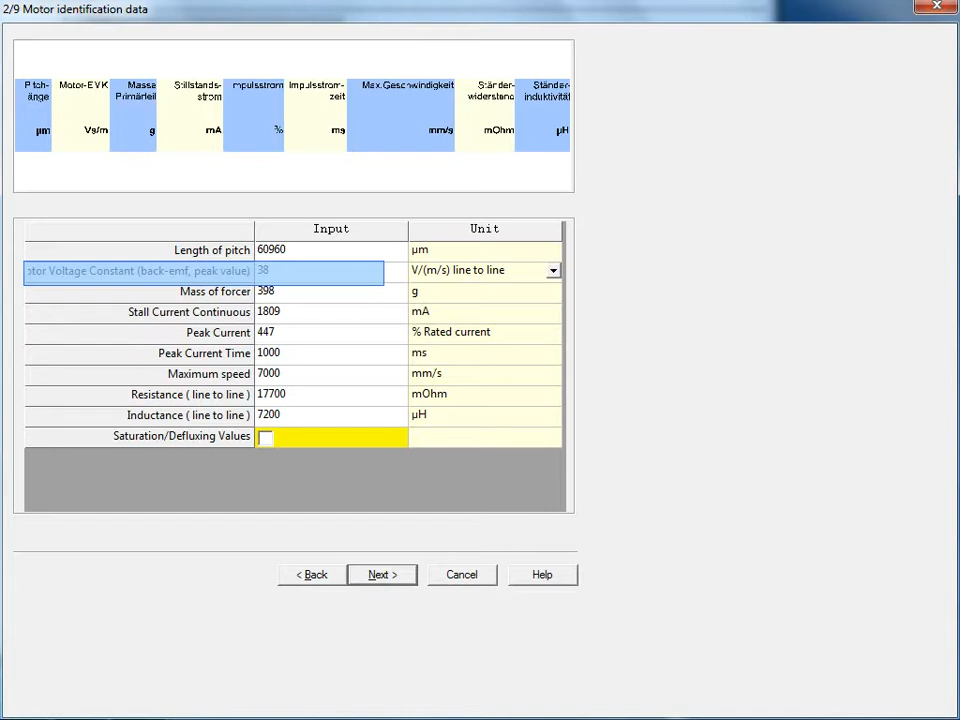 2/9 Motor identification data
Pitch- Motor-EVK Masse Stillstands- Impulsstrom Impulsstrom- Max.Geschwindigkeit Ständer- Ständer-
änge Primärteil strom zeit widerstand induktivität
µm Vs/m g mA % ms mm/s mOhm µH
Input Unit
Length of pitch 60960 µm
otor Voltage Constant (back-emf, peak value) 38 V/(m/s) line to line
Mass of forcer 398 g
Stall Current Continuous 1809 mA
Peak Current 447 % Rated current
Peak Current Time 1000 ms
Maximum speed 7000 mm/s
Resistance ( line to line ) 17700 mOhm
Inductance ( line to line ) 7200 µH
Saturation/Defluxing Values
< Back Next > Cancel Help